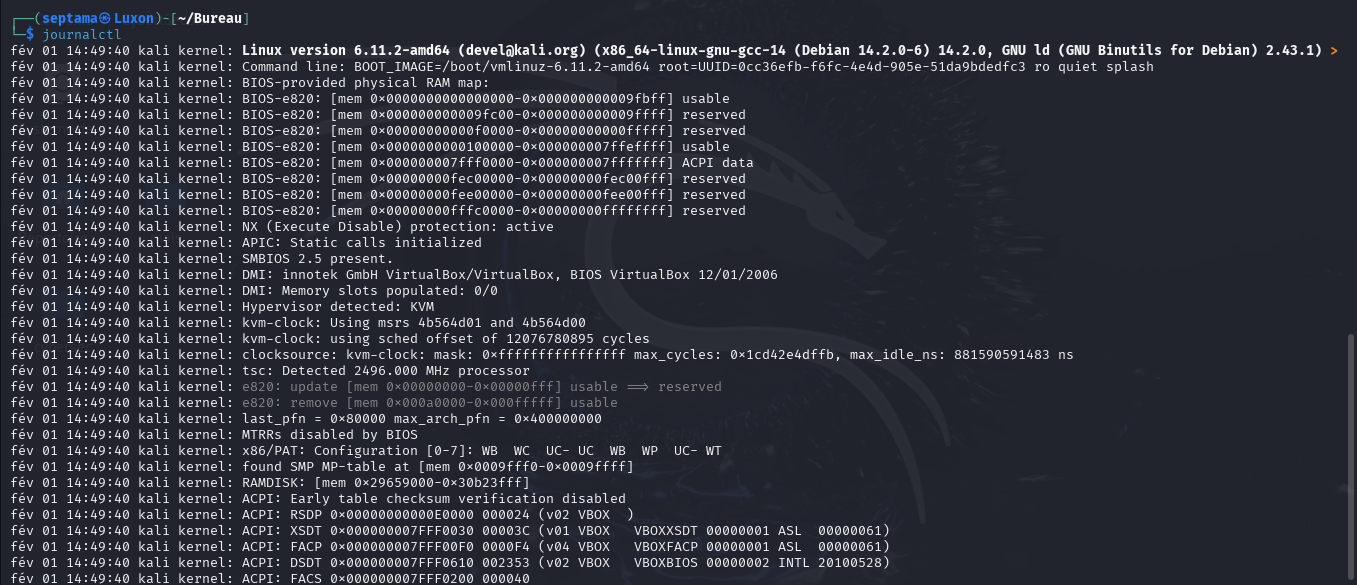 ┌──(septama㉿Luxon)-[~/Bureau]
└─$ journalctl
fév 01 14:49:40 kali kernel: Linux version 6.11.2-amd64 (devel@kali.org) (x86_64-linux-gnu-gcc-14 (Debian 14.2.0-6) 14.2.0, GNU ld (GNU Binutils for Debian) 2.43.1) >
fév 01 14:49:40 kali kernel: Command line: BOOT_IMAGE=/boot/vmlinuz-6.11.2-amd64 root=UUID=0cc36efb-f6fc-4e4d-905e-51da9bdedfc3 ro quiet splash
fév 01 14:49:40 kali kernel: BIOS-provided physical RAM map:
fév 01 14:49:40 kali kernel: BIOS-e820: [mem 0×0000000000000000-0×000000000009fbff] usable
fév 01 14:49:40 kali kernel: BIOS-e820: [mem 0×000000000009fc00-0×000000000009ffff] reserved
fév 01 14:49:40 kali kernel: BIOS-e820: [mem 0×00000000000f0000-0×00000000000fffff] reserved
fév 01 14:49:40 kali kernel: BIOS-e820: [mem 0×0000000000100000-0×000000007ffeffff] usable
fév 01 14:49:40 kali kernel: BIOS-e820: [mem 0×000000007fff0000-0×000000007fffffff] ACPI data
fév 01 14:49:40 kali kernel: BIOS-e820: [mem 0×00000000fec00000-0×00000000fec00fff] reserved
fév 01 14:49:40 kali kernel: BIOS-e820: [mem 0×00000000fee00000-0×00000000fee00fff] reserved
fév 01 14:49:40 kali kernel: BIOS-e820: [mem 0×00000000fffc0000-0×00000000ffffffff] reserved
fév 01 14:49:40 kali kernel: NX (Execute Disable) protection: active
fév 01 14:49:40 kali kernel: APIC: Static calls initialized
fév 01 14:49:40 kali kernel: SMBIOS 2.5 present.
fév 01 14:49:40 kali kernel: DMI: innotek GmbH VirtualBox/VirtualBox, BIOS VirtualBox 12/01/2006
fév 01 14:49:40 kali kernel: DMI: Memory slots populated: 0/0
fév 01 14:49:40 kali kernel: Hypervisor detected: KVM
fév 01 14:49:40 kali kernel: kvm-clock: Using msrs 4b564d01 and 4b564d00
fév 01 14:49:40 kali kernel: kvm-clock: using sched offset of 12076780895 cycles
fév 01 14:49:40 kali kernel: clocksource: kvm-clock: mask: 0×ffffffffffffffff max_cycles: 0×1cd42e4dffb, max_idle_ns: 881590591483 ns
fév 01 14:49:40 kali kernel: tsc: Detected 2496.000 MHz processor
fév 01 14:49:40 kali kernel: e820: update [mem 0×00000000-0×00000fff] usable ⟹ reserved
fév 01 14:49:40 kali kernel: e820: remove [mem 0×000a0000-0×000fffff] usable
fév 01 14:49:40 kali kernel: last_pfn = 0×80000 max_arch_pfn = 0×400000000
fév 01 14:49:40 kali kernel: MTRRs disabled by BIOS
fév 01 14:49:40 kali kernel: x86/PAT: Configuration [0-7]: WB  WC  UC- UC  WB  WP  UC- WT
fév 01 14:49:40 kali kernel: found SMP MP-table at [mem 0×0009fff0-0×0009ffff]
fév 01 14:49:40 kali kernel: RAMDISK: [mem 0×29659000-0×30b23fff]
fév 01 14:49:40 kali kernel: ACPI: Early table checksum verification disabled
fév 01 14:49:40 kali kernel: ACPI: RSDP 0×00000000000E0000 000024 (v02 VBOX  )
fév 01 14:49:40 kali kernel: ACPI: XSDT 0×000000007FFF0030 00003C (v01 VBOX   VBOXXSDT 00000001 ASL  00000061)
fév 01 14:49:40 kali kernel: ACPI: FACP 0×000000007FFF00F0 0000F4 (v04 VBOX   VBOXFACP 00000001 ASL  00000061)
fév 01 14:49:40 kali kernel: ACPI: DSDT 0×000000007FFF0610 002353 (v02 VBOX   VBOXBIOS 00000002 INTL 20100528)
fév 01 14:49:40 kali kernel: ACPI: FACS 0×000000007FFF0200 000040